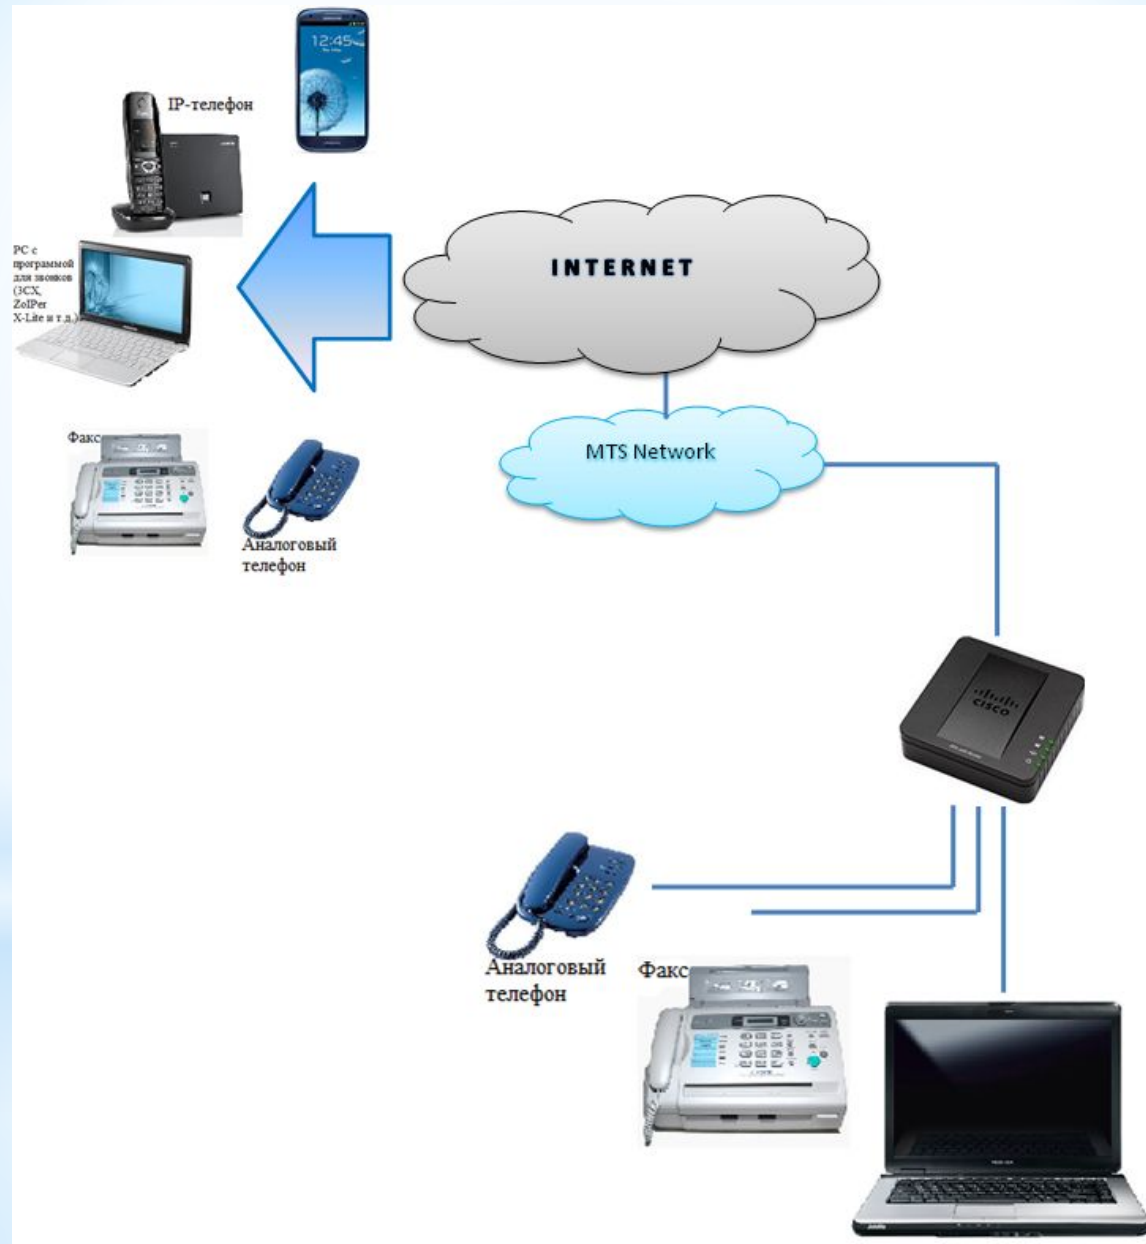 12:45
IP-телефон
PC с
программой
для звонков
(3CX,
ZoIPer
X-Lite и т.д.)
INTERNET
MTS Network
Факс
Аналоговый
телефон
CISCO
Аналоговый
телефон
Факс